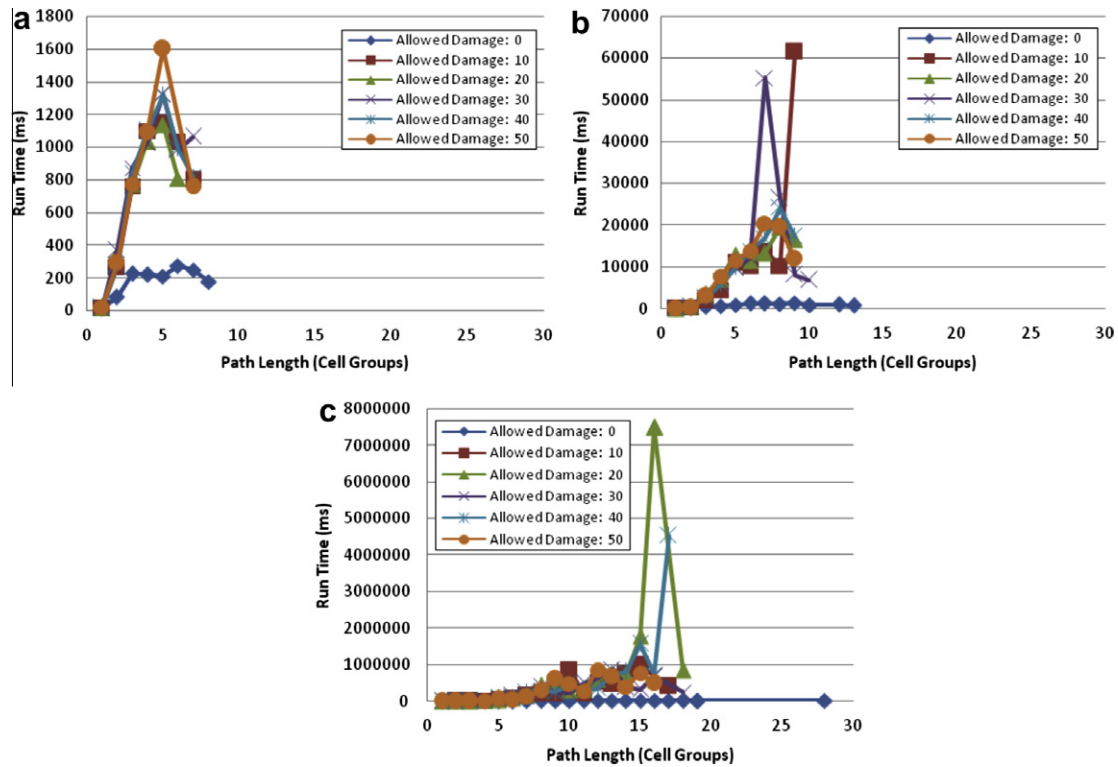 a
1800
1600
1400
1200
1000
800
600
400
200
0
Run Time (ms)
Allowed Damage: 0
Allowed Damage: 10
Allowed Damage: 20
Allowed Damage: 30
Allowed Damage: 40
Allowed Damage: 50
0 5 10 15 20 25 30
Path Length (Cell Groups)
b
70000
60000
50000
40000
30000
20000
10000
0
Run Time (ms)
Allowed Damage: 0
Allowed Damage: 10
Allowed Damage: 20
Allowed Damage: 30
Allowed Damage: 40
Allowed Damage: 50
0 5 10 15 20 25 30
Path Length (Cell Groups)
c
8000000
7000000
6000000
5000000
4000000
3000000
2000000
1000000
0
Run Time (ms)
Allowed Damage: 0
Allowed Damage: 10
Allowed Damage: 20
Allowed Damage: 30
Allowed Damage: 40
Allowed Damage: 50
0 5 10 15 20 25 30
Path Length (Cell Groups)